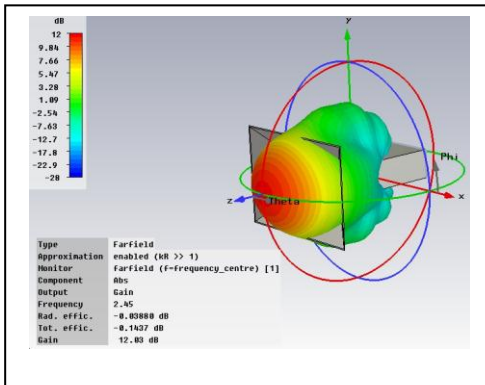 dB
12
9.84
7.66
5.47
3.28
1.09
-2.54
-7.63
-12.7
-17.8
-22.9
-28
y
Phi
z
Theta
x
Type Farfield
Approximation enabled (kR >> 1)
Monitor farfield (f=frequency_centre) [1]
Component Abs
Output Gain
Frequency 2.45
Rad. effic. -0.03880 dB
Tot. effic. -0.1437 dB
Gain 12.03 dB